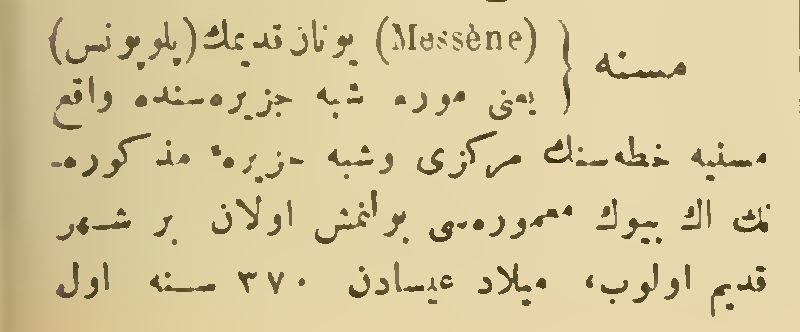 مسنه { (Messène) یونان قدیمك (پلوپونس)
یعنی موره شبه جزیره‌سنده واقع
مسنیه خطه‌سنك مركزی وشبه جزیرهٔ مذكوره-
نك اك بیوك معموره‌سی بولنمش اولان بر شهر
قدیم اولوب، میلاد عیسادن ٣٧٠ سنه اول